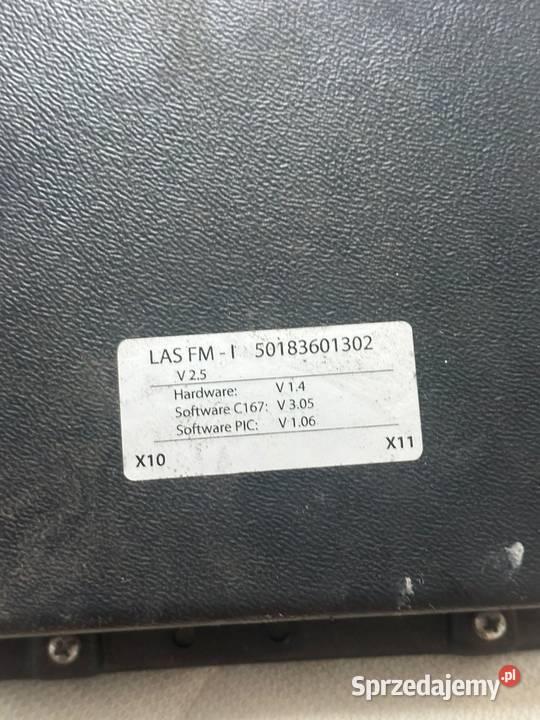 LAS FM - I 50183601302
V 2.5
Hardware: V 1.4
Software C167: V 3.05
Software PIC: V 1.06
X10 X11
Sprzedajemy.pl